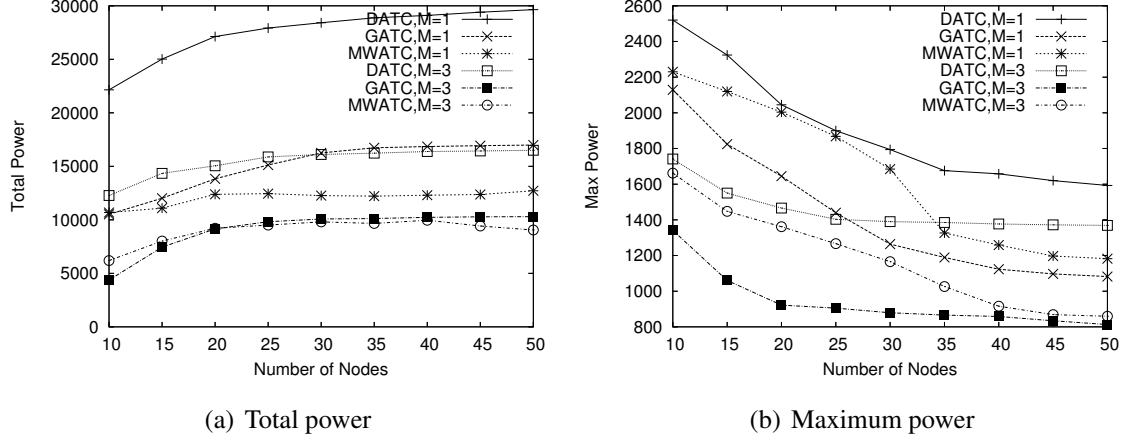 30000
25000
20000
15000
10000
5000
0
Total Power
DATC,M=1
GATC,M=1
MWATC,M=1
DATC,M=3
GATC,M=3
MWATC,M=3
10 15 20 25 30 35 40 45 50
Number of Nodes
(a) Total power
2600
2400
2200
2000
1800
1600
1400
1200
1000
800
Max Power
DATC,M=1
GATC,M=1
MWATC,M=1
DATC,M=3
GATC,M=3
MWATC,M=3
10 15 20 25 30 35 40 45 50
Number of Nodes
(b) Maximum power